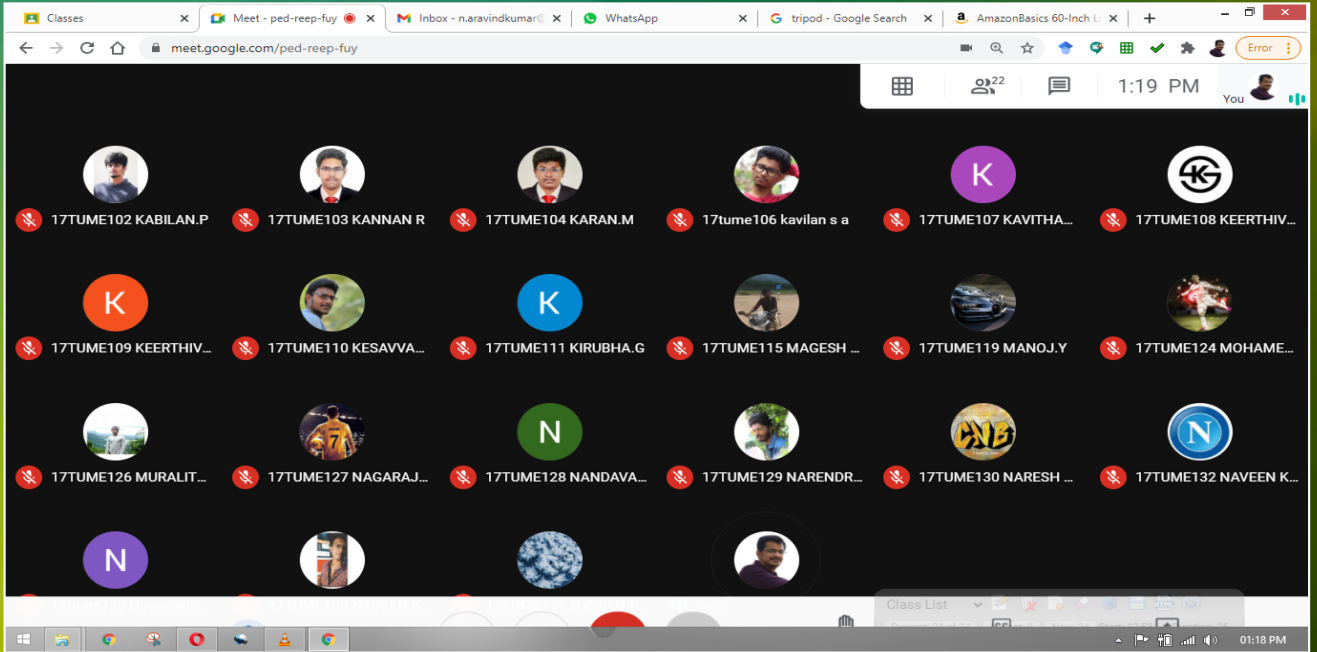 Classes
Meet - ped-reep-fuy
Inbox - n.aravindkumar@
WhatsApp
tripod - Google Search
AmazonBasics 60-Inch
meet.google.com/ped-reep-fuy
Error
22
1:19 PM
You
17TUME102 KABILAN.P
17TUME103 KANNAN R
17TUME104 KARAN.M
17tume106 kavilan s a
K
17TUME107 KAVITHA...
17TUME108 KEERTHIV...
K
17TUME109 KEERTHIV...
17TUME110 KESAVVA...
K
17TUME111 KIRUBHA.G
17TUME115 MAGESH ...
17TUME119 MANOJ.Y
17TUME124 MOHAME...
17TUME126 MURALIT...
7
17TUME127 NAGARAJ...
N
17TUME128 NANDAVA...
17TUME129 NARENDR...
CNB
17TUME130 NARESH ...
N
17TUME132 NAVEEN K...
N
Class List
01:18 PM